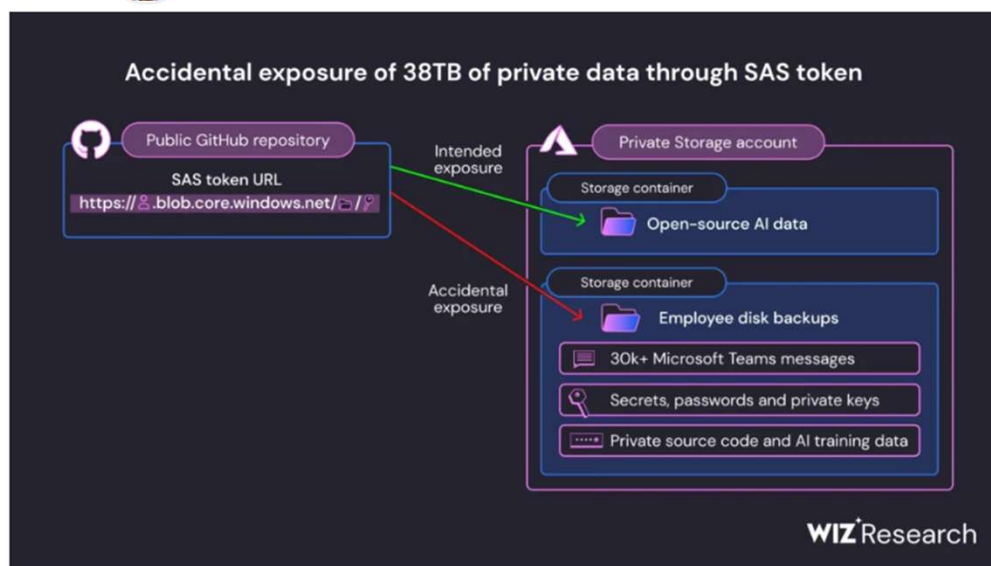 Accidental exposure of 38TB of private data through SAS token
Public GitHub repository
SAS token URL
https://.blob.core.windows.net//
Intended
exposure
Accidental
exposure
Private Storage account
Storage container
Open-source AI data
Storage container
Employee disk backups
30k+ Microsoft Teams messages
Secrets, passwords and private keys
Private source code and AI training data
WIZ Research